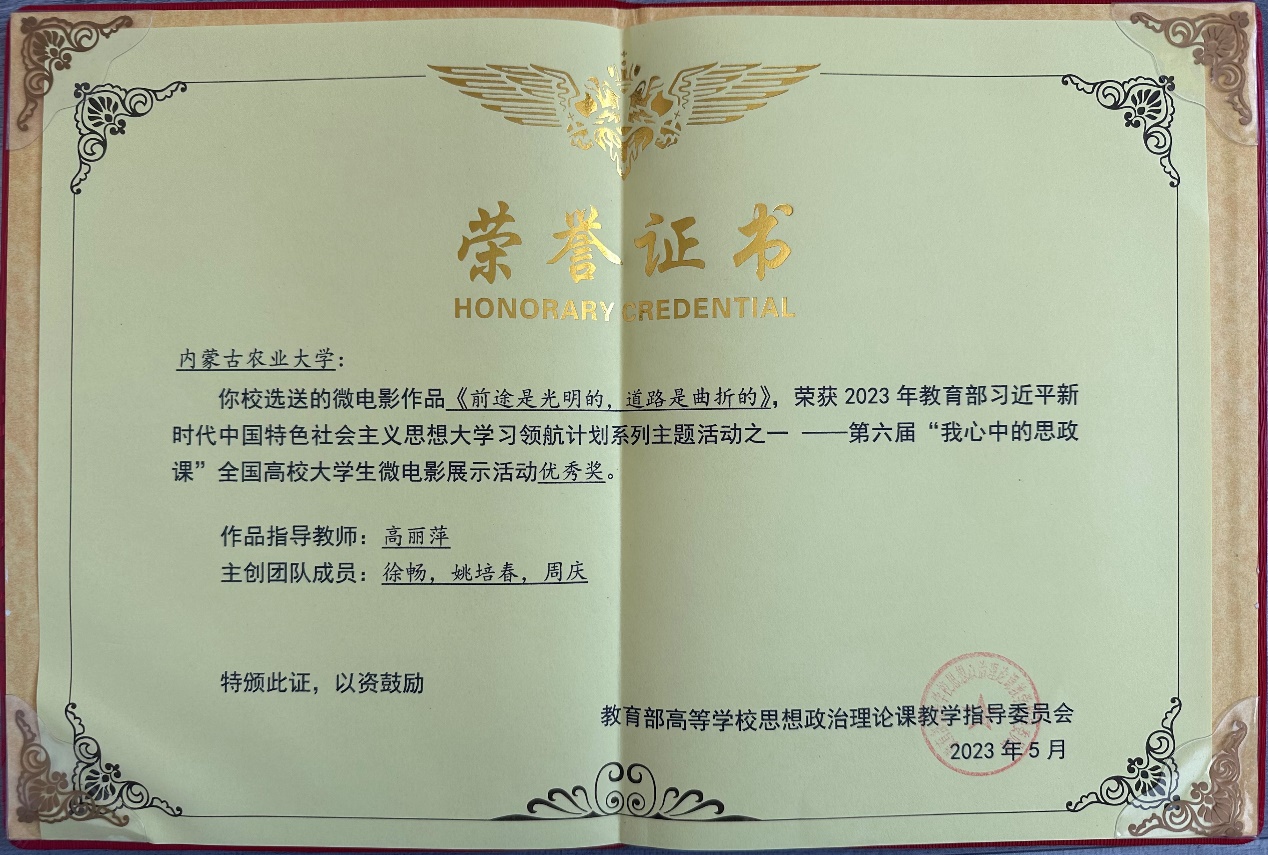 荣誉证书
HONORARY CREDENTIAL
内蒙古农业大学：
你校选送的微电影作品《前途是光明的，道路是曲折的》，荣获 2023 年教育部习近平新
时代中国特色社会主义思想大学习领航计划系列主题活动之一 ——第六届“我心中的思政
课”全国高校大学生微电影展示活动优秀奖。
作品指导教师：高丽萍
主创团队成员：徐畅，姚培春，周庆
特颁此证，以资鼓励
教育部高等学校思想政治理论课教学指导委员会
2023 年 5 月